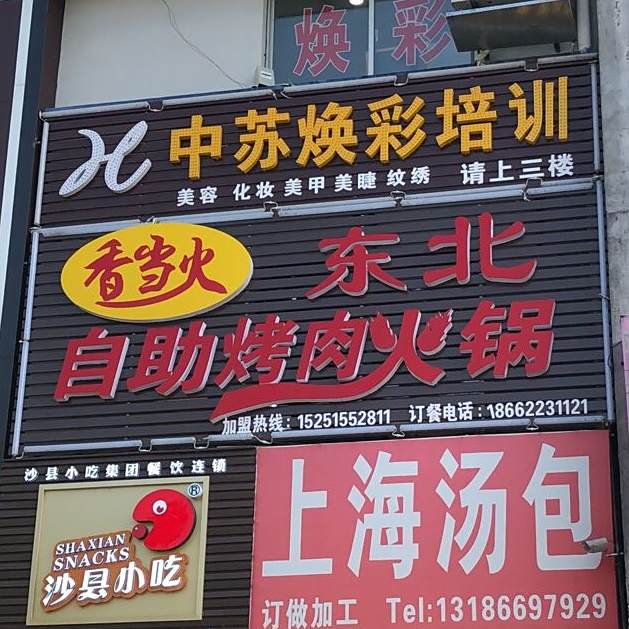 焕彩
中苏焕彩培训
美容 化妆 美甲 美睫 纹绣 请上三楼
香当火
东北
自助烤肉火锅
加盟热线：15251552811 订餐电话：18662231121
沙县小吃集团餐饮连锁
®
SHAXIAN
SNACKS
沙县小吃
上海汤包
订做加工 Tel:13186697929